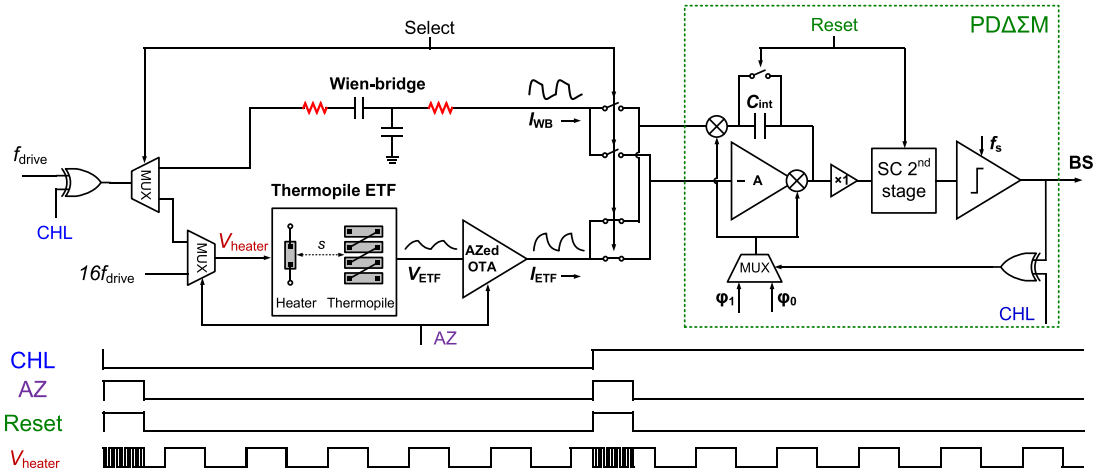 Select
Reset
PDΔΣM
Wien-bridge
I_WB
C_int
f_drive
MUX
CHL
Thermopile ETF
Heater
s
Thermopile
V_heater
MUX
16f_drive
V_ETF
AZed
OTA
I_ETF
AZ
− A
×1
SC 2nd
stage
f_s
BS
MUX
φ1
φ0
CHL
CHL
AZ
Reset
V_heater